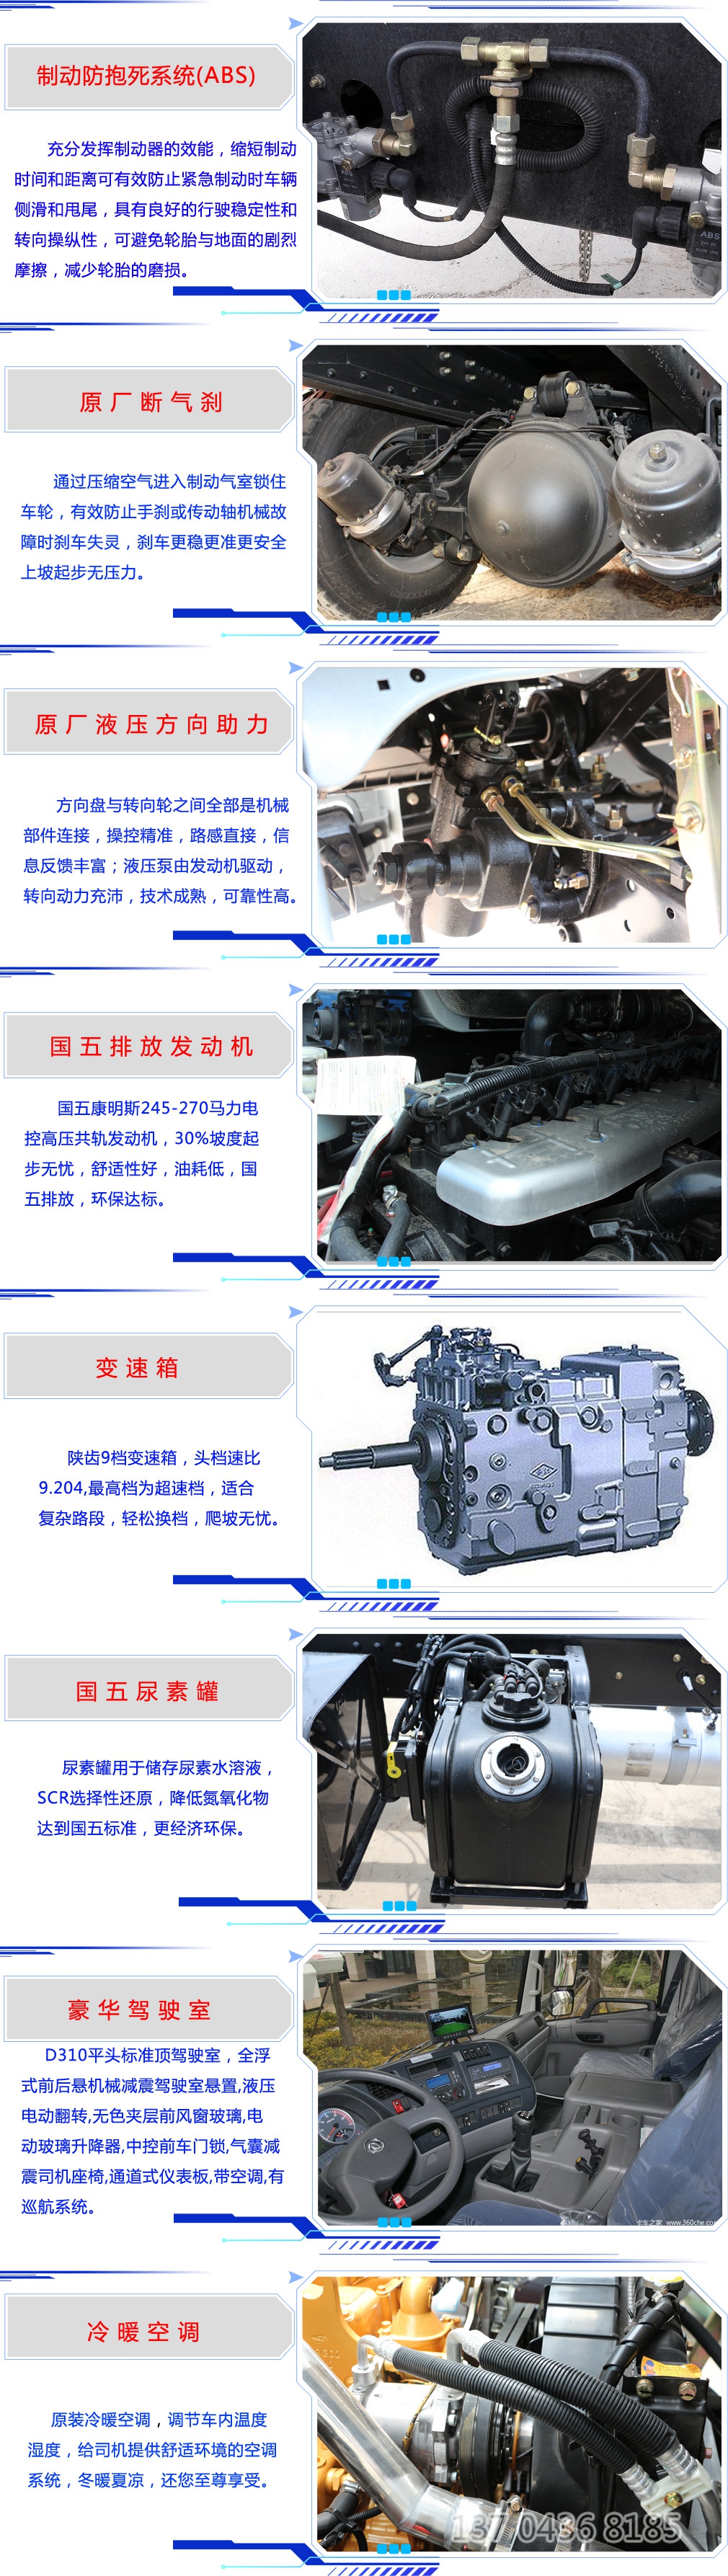 制动防抱死系统(ABS)
充分发挥制动器的效能，缩短制动
时间和距离可有效防止紧急制动时车辆
侧滑和甩尾，具有良好的行驶稳定性和
转向操纵性，可避免轮胎与地面的剧烈
摩擦，减少轮胎的磨损。
ABS
原厂断气刹
通过压缩空气进入制动气室锁住
车轮，有效防止手刹或传动轴机械故
障时刹车失灵，刹车更稳更准更安全
上坡起步无压力。
原厂液压方向助力
方向盘与转向轮之间全部是机械
部件连接，操控精准，路感直接，信
息反馈丰富；液压泵由发动机驱动，
转向动力充沛，技术成熟，可靠性高。
国五排放发动机
国五康明斯245-270马力电
控高压共轨发动机，30%坡度起
步无忧，舒适性好，油耗低，国
五排放，环保达标。
变速箱
陕齿9档变速箱，头档速比
9.204,最高档为超速档，适合
复杂路段，轻松换档，爬坡无忧。
国五尿素罐
尿素罐用于储存尿素水溶液，
SCR选择性还原，降低氮氧化物
达到国五标准，更经济环保。
豪华驾驶室
D310平头标准顶驾驶室，全浮
式前后悬机械减震驾驶室悬置,液压
电动翻转,无色夹层前风窗玻璃,电
动玻璃升降器,中控前车门锁,气囊减
震司机座椅,通道式仪表板,带空调,有
巡航系统。
卡车之家 www.360che.com
冷暖空调
原装冷暖空调，调节车内温度
湿度，给司机提供舒适环境的空调
系统，冬暖夏凉，还您至尊享受。
137 0436 8185